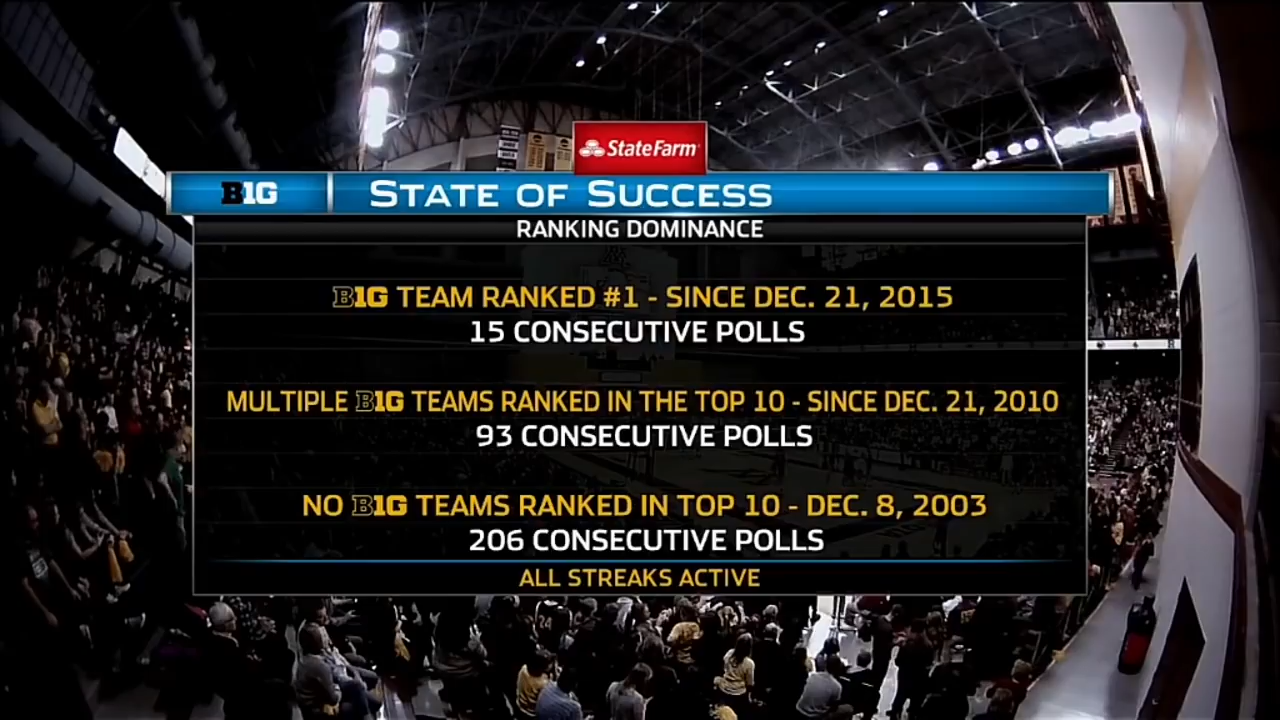 StateFarm
B1G STATE OF SUCCESS
RANKING DOMINANCE
B1G TEAM RANKED #1 - SINCE DEC. 21, 2015
15 CONSECUTIVE POLLS
MULTIPLE B1G TEAMS RANKED IN THE TOP 10 - SINCE DEC. 21, 2010
93 CONSECUTIVE POLLS
NO B1G TEAMS RANKED IN TOP 10 - DEC. 8, 2003
206 CONSECUTIVE POLLS
ALL STREAKS ACTIVE
24